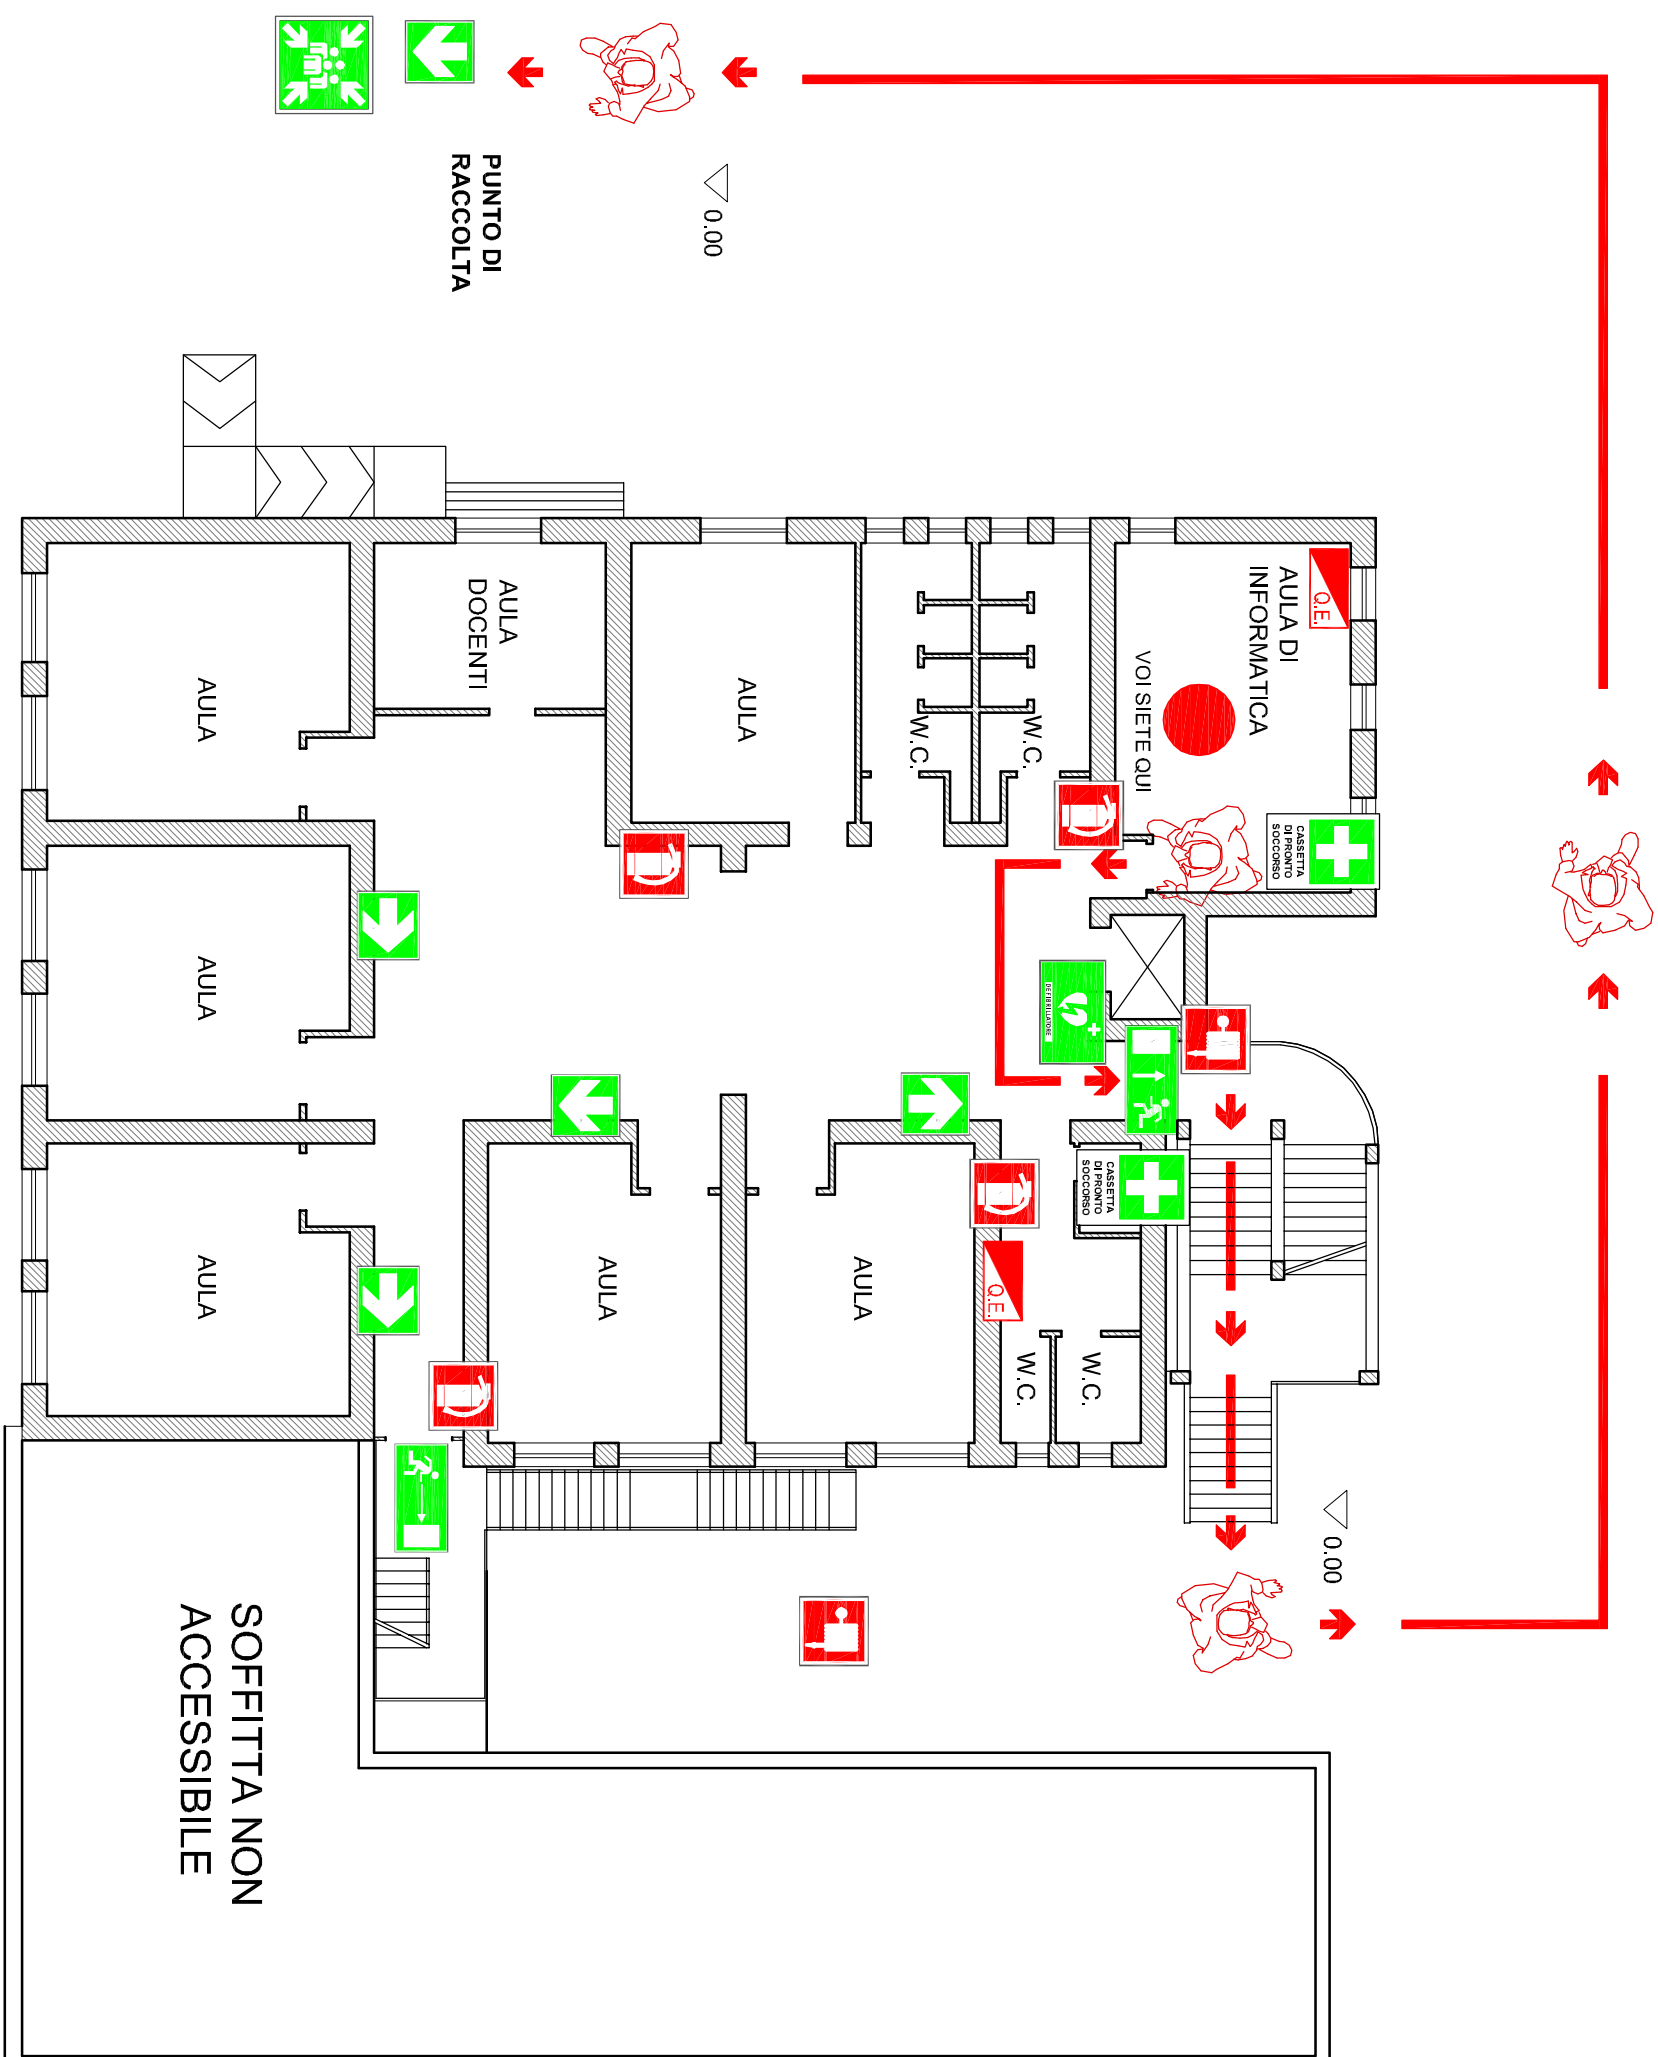 PUNTO DI
RACCOLTA
0.00
AULA DI
INFORMATICA
Q.E.
VOI SIETE QUI
CASSETTA
DI PRONTO
SOCCORSO
W.C.
W.C.
AULA
AULA
DOCENTI
AULA
DEFIBRILLATORE
AULA
CASSETTA
DI PRONTO
SOCCORSO
Q.E.
W.C.
W.C.
AULA
AULA
AULA
0.00
SOFFITTA NON
ACCESSIBILE